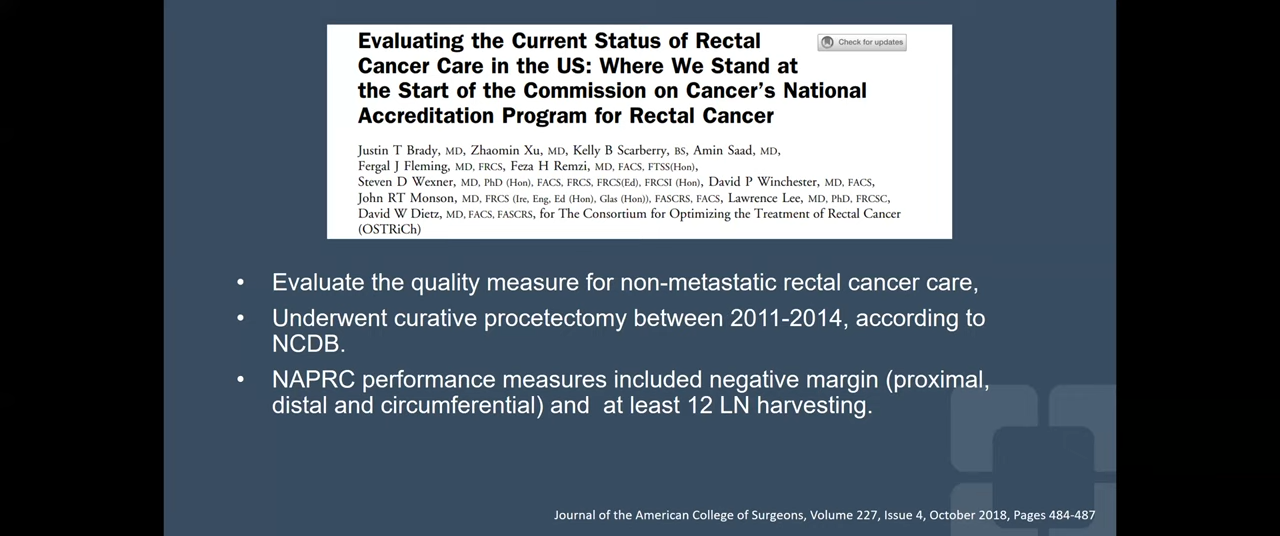 Evaluating the Current Status of Rectal
Cancer Care in the US: Where We Stand at
the Start of the Commission on Cancer's National
Accreditation Program for Rectal Cancer
Check for updates
Justin T Brady, MD, Zhaomin Xu, MD, Kelly B Scarberry, BS, Amin Saad, MD,
Fergal J Fleming, MD, FRCS, Feza H Remzi, MD, FACS, FTSS(Hon),
Steven D Wexner, MD, PhD (Hon), FACS, FRCS, FRCS(Ed), FRCSI (Hon), David P Winchester, MD, FACS,
John RT Monson, MD, FRCS (Ire, Eng, Ed (Hon), Glas (Hon)), FASCRS, FACS, Lawrence Lee, MD, PhD, FRCSC,
David W Dietz, MD, FACS, FASCRS, for The Consortium for Optimizing the Treatment of Rectal Cancer
(OSTRiCh)
• Evaluate the quality measure for non-metastatic rectal cancer care,
• Underwent curative procetectomy between 2011-2014, according to
NCDB.
• NAPRC performance measures included negative margin (proximal,
distal and circumferential) and at least 12 LN harvesting.
Journal of the American College of Surgeons, Volume 227, Issue 4, October 2018, Pages 484-487